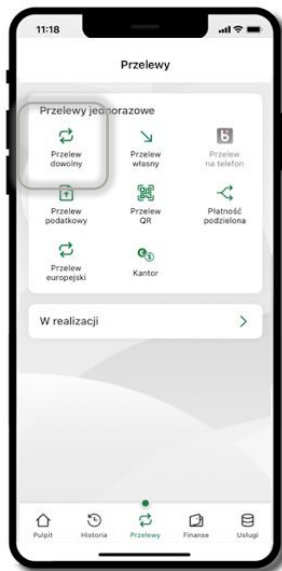 11:18
Przelewy
Przelewy jednorazowe
Przelew
dowolny
Przelew
własny
Przelew
na telefon
Przelew
podatkowy
Przelew
QR
Płatność
podzielona
Przelew
europejski
Kantor
W realizacji
Pulpit
Historia
Przelewy
Finanse
Usługi